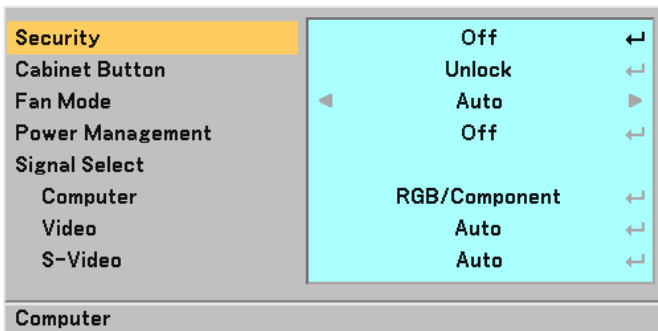 Security Off
Cabinet Button Unlock
Fan Mode Auto
Power Management Off
Signal Select
Computer RGB/Component
Video Auto
S-Video Auto
Computer